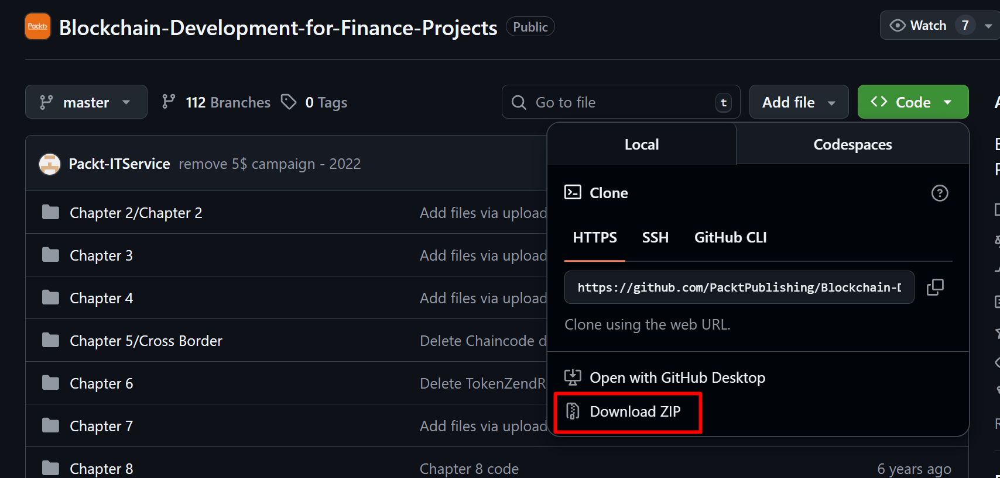 Packt›
Blockchain-Development-for-Finance-Projects Public
Watch 7
master 112 Branches 0 Tags
Go to file t
Add file
Code
Packt-ITService remove 5$ campaign - 2022
Local Codespaces
Clone
HTTPS SSH GitHub CLI
https://github.com/PacktPublishing/Blockchain-D
Clone using the web URL.
Open with GitHub Desktop
Download ZIP
Chapter 2/Chapter 2 Add files via upload
Chapter 3 Add files via upload
Chapter 4 Add files via upload
Chapter 5/Cross Border Delete Chaincode d
Chapter 6 Delete TokenZendR
Chapter 7 Add files via upload
Chapter 8 Chapter 8 code 6 years ago